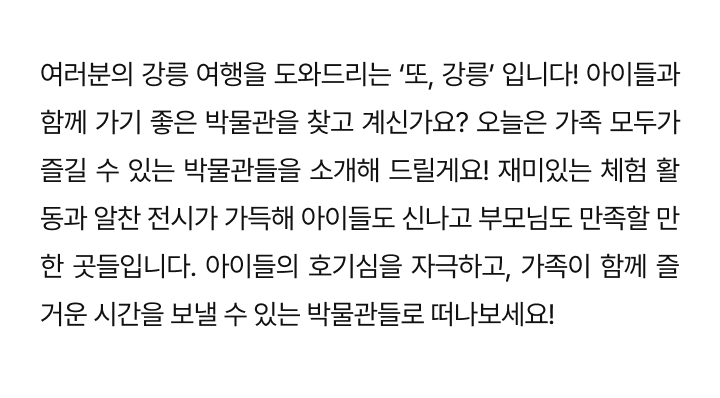 여러분의 강릉 여행을 도와드리는 ‘또, 강릉’ 입니다! 아이들과
함께 가기 좋은 박물관을 찾고 계신가요? 오늘은 가족 모두가
즐길 수 있는 박물관들을 소개해 드릴게요! 재미있는 체험 활
동과 알찬 전시가 가득해 아이들도 신나고 부모님도 만족할 만
한 곳들입니다. 아이들의 호기심을 자극하고, 가족이 함께 즐
거운 시간을 보낼 수 있는 박물관들로 떠나보세요!